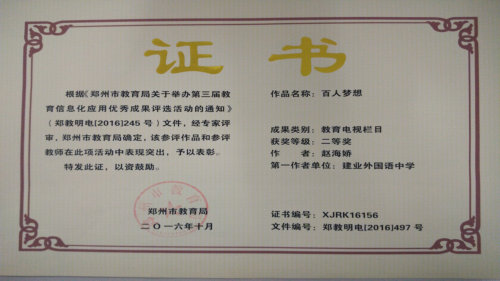 证 书
根据《郑州市教育局关于举办第三届教
育信息化应用优秀成果评选活动的通知》
（郑教明电[2016]245 号）文件，经专家评
审，郑州市教育局确定，该参评作品和参评
教师在此项活动中表现突出，予以表彰。
特发此证，以资鼓励。
郑州市教育局
二〇一六年十月
作品名称：百人梦想
成果类别：教育电视栏目
获奖等级：二等奖
作 者：赵海娇
第一作者单位：建业外国语中学
证书编号：XJRK16156
文件编号：郑教明电[2016]497 号